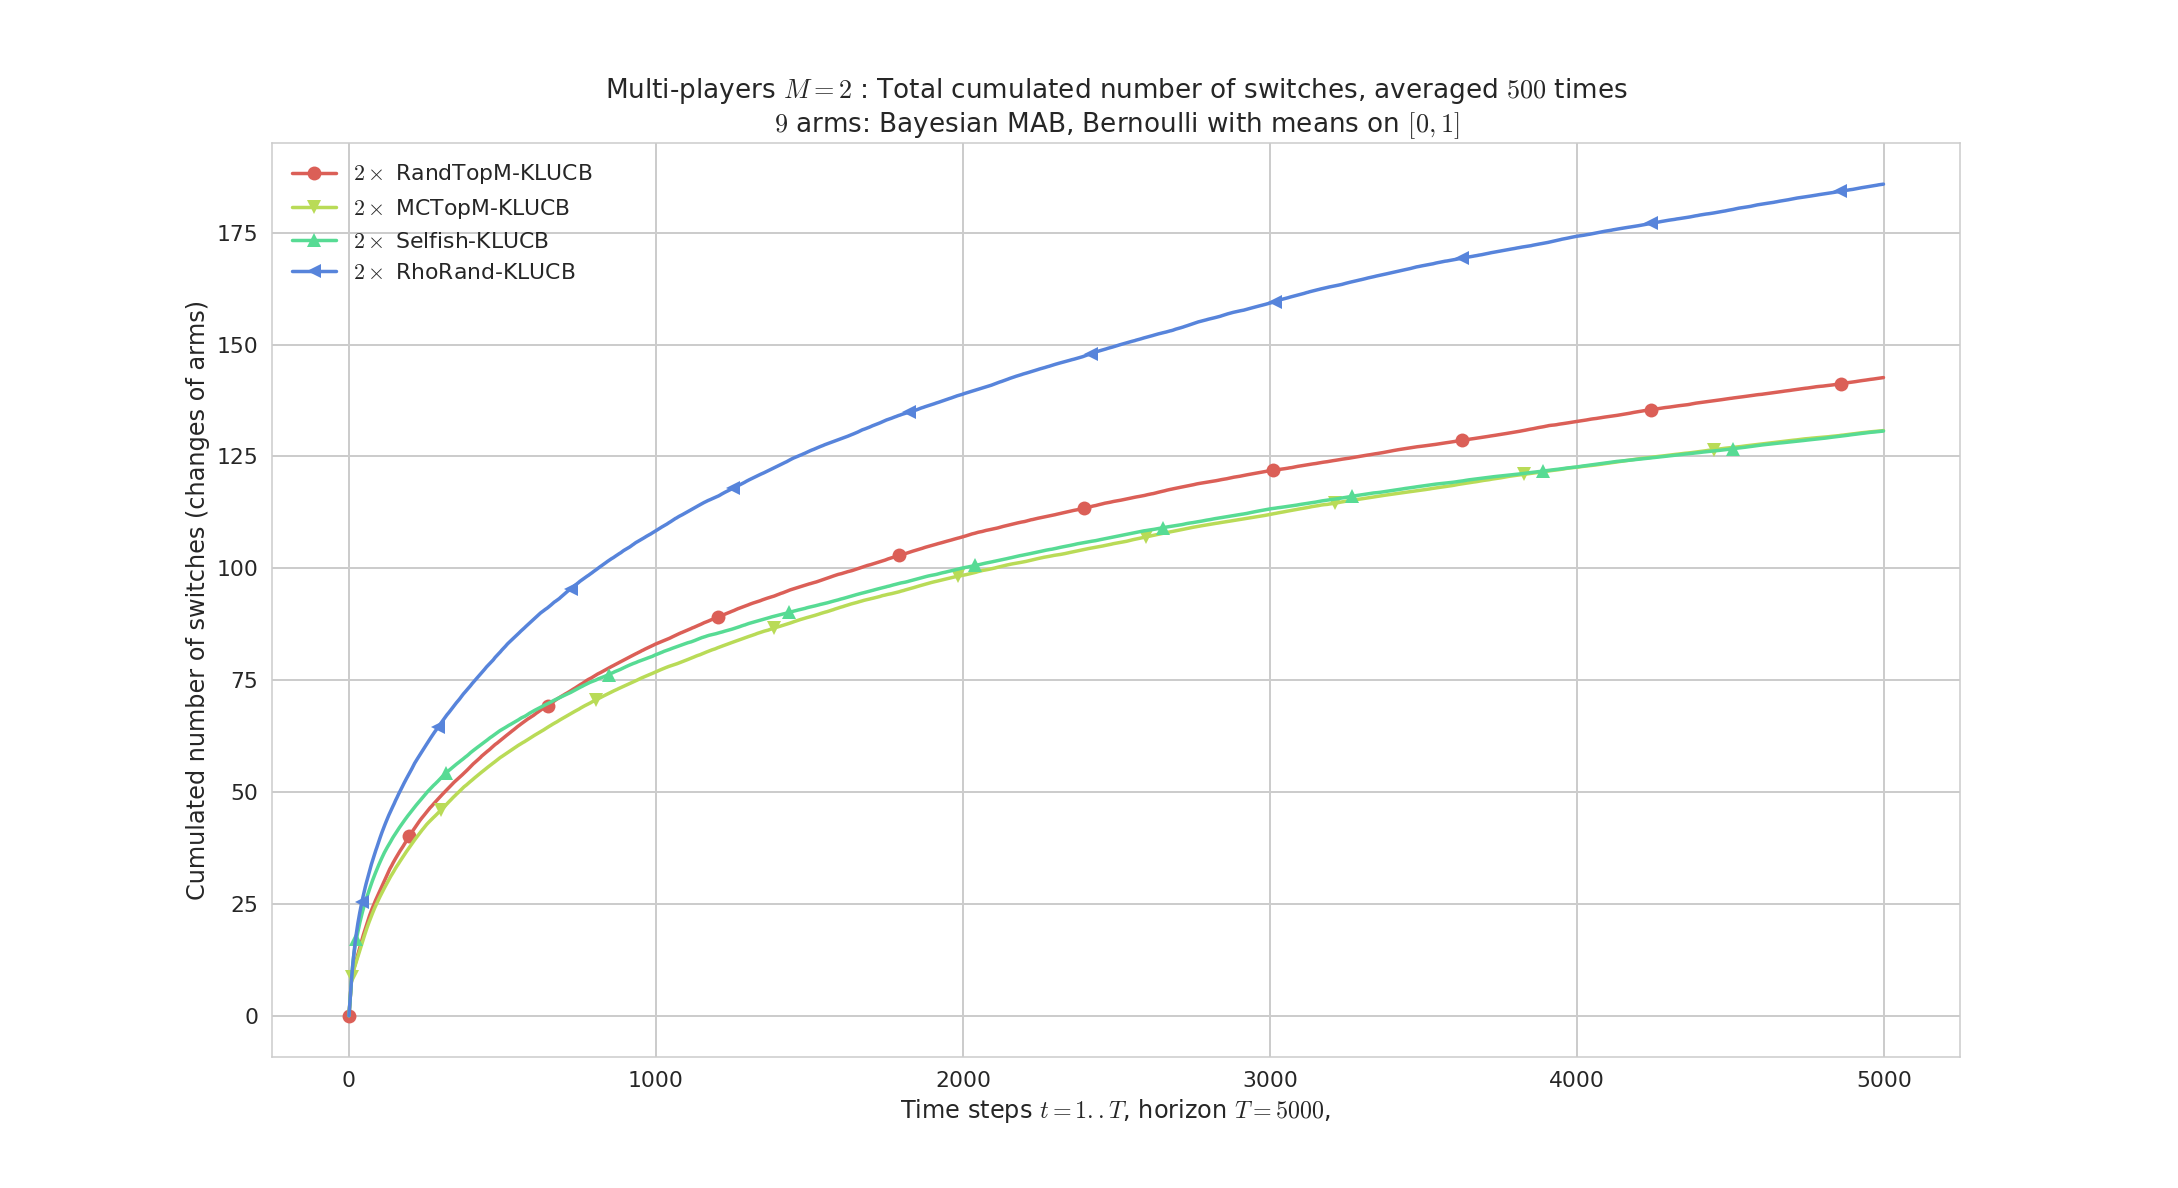 Multi-players M = 2 : Total cumulated number of switches, averaged 500 times
9 arms: Bayesian MAB, Bernoulli with means on [0, 1]
2× RandTopM-KLUCB
2× MCTopM-KLUCB
2× Selfish-KLUCB
2× RhoRand-KLUCB
Cumulated number of switches (changes of arms)
175
150
125
100
75
50
25
0
0 1000 2000 3000 4000 5000
Time steps t = 1..T, horizon T = 5000,